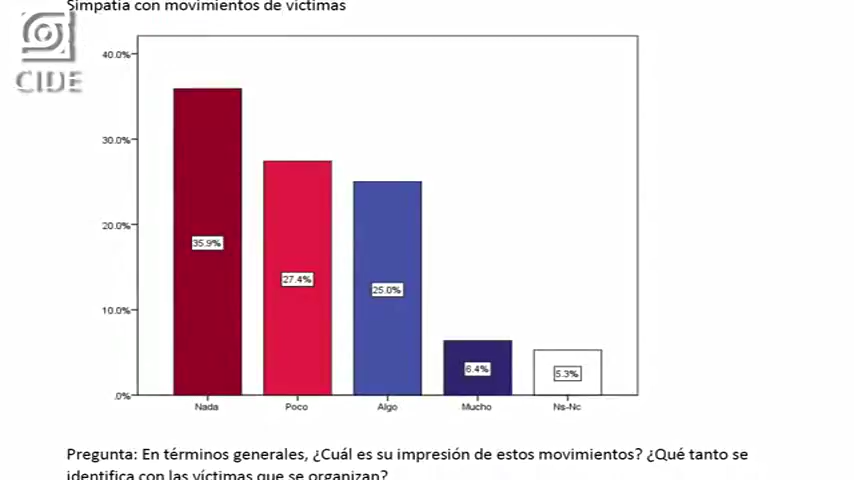 Simpatía con movimientos de víctimas
CIDE
40.0%
30.0%
20.0%
10.0%
.0%
35.9%
27.4%
25.0%
6.4%
5.3%
Nada
Poco
Algo
Mucho
Ns-Nc
Pregunta: En términos generales, ¿Cuál es su impresión de estos movimientos? ¿Qué tanto se
identifica con las víctimas que se organizan?